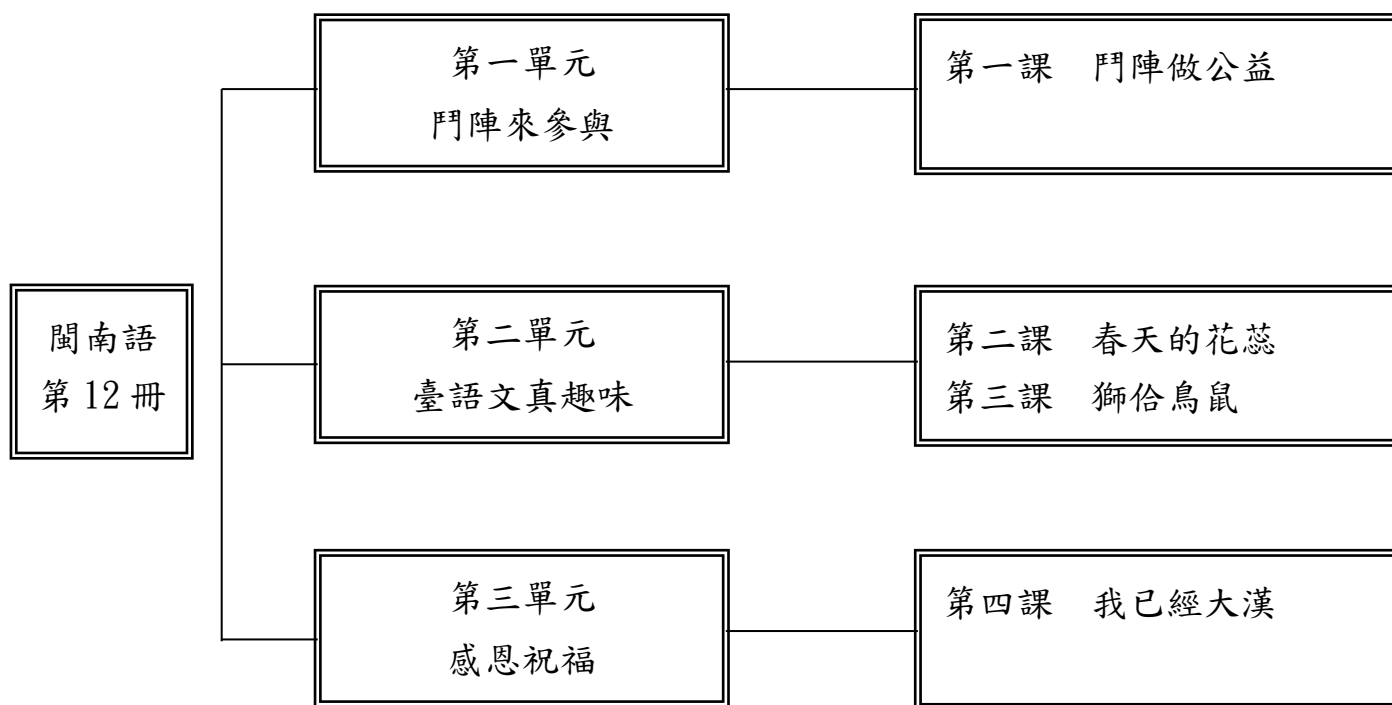 閩南語
第 12 冊
第一單元
鬥陣來參與
第一課　鬥陣做公益
第二單元
臺語文真趣味
第二課　春天的花蕊
第三課　獅佮鳥鼠
第三單元
感恩祝福
第四課　我已經大漢